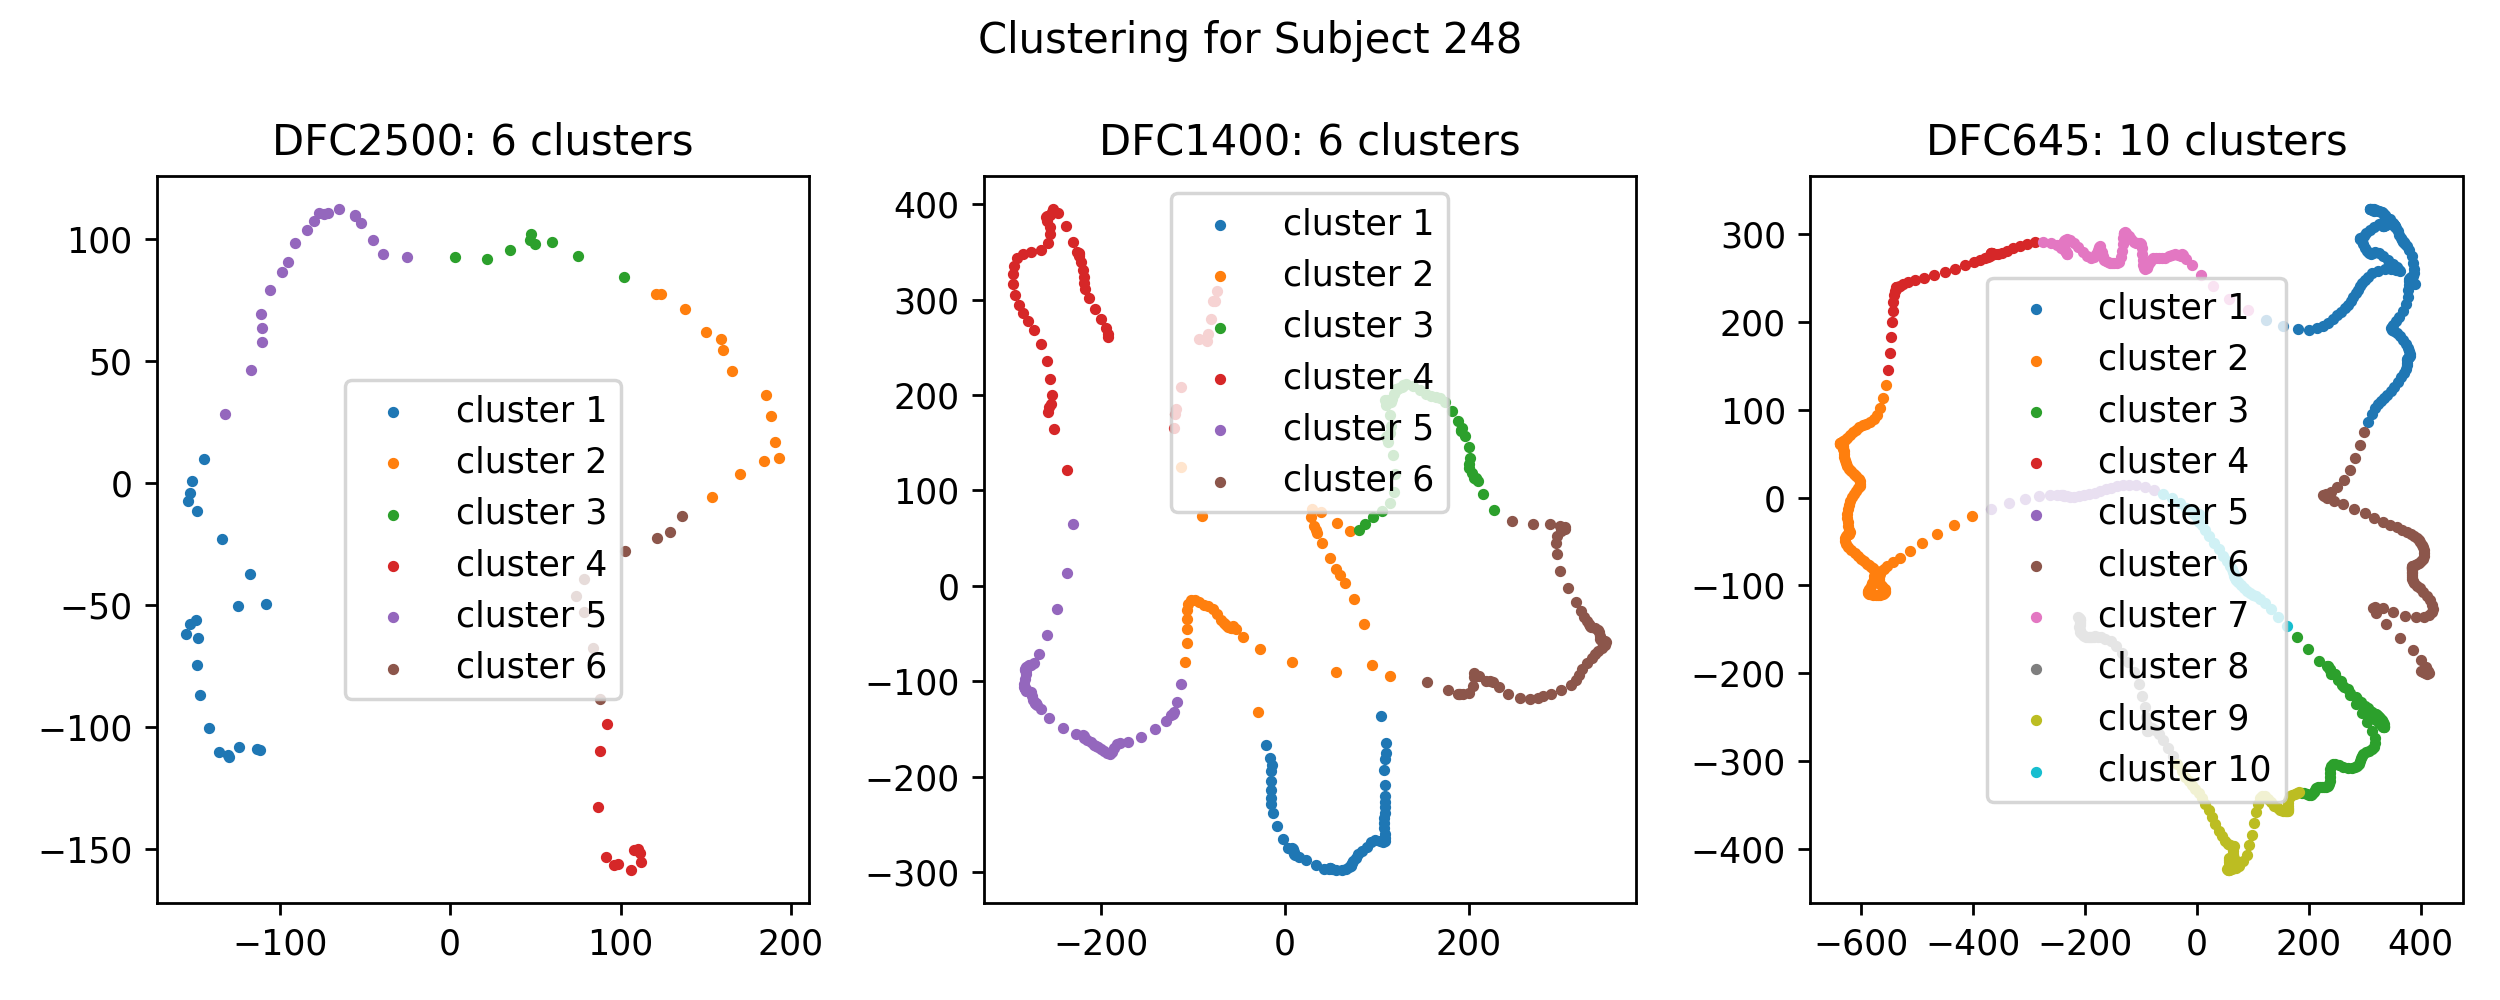 Clustering for Subject 248
DFC2500: 6 clusters
100
50
0
−50
−100
−150
−100
0
100
200
cluster 1
cluster 2
cluster 3
cluster 4
cluster 5
cluster 6
DFC1400: 6 clusters
400
300
200
100
0
−100
−200
−300
−200
0
200
cluster 1
cluster 2
cluster 3
cluster 4
cluster 5
cluster 6
DFC645: 10 clusters
300
200
100
0
−100
−200
−300
−400
−600
−400
−200
0
200
400
cluster 1
cluster 2
cluster 3
cluster 4
cluster 5
cluster 6
cluster 7
cluster 8
cluster 9
cluster 10